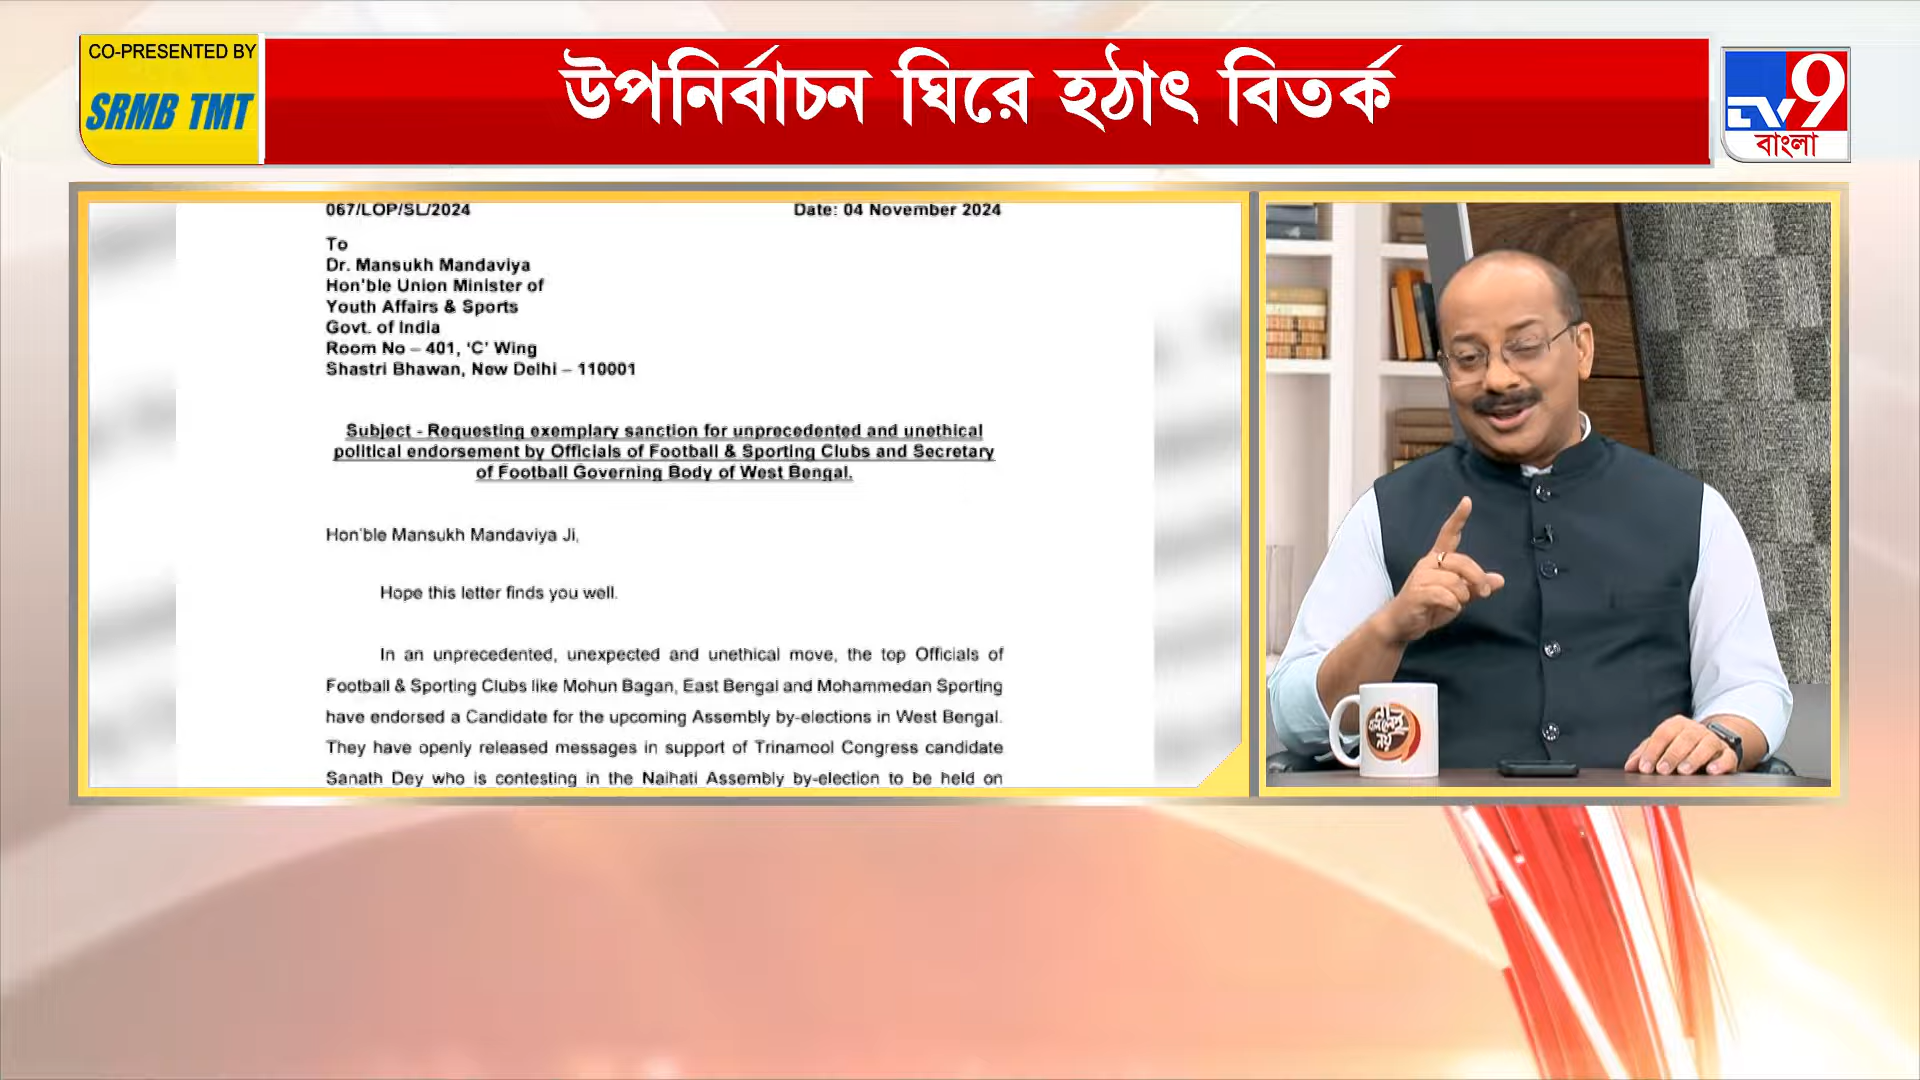 CO-PRESENTED BY
SRMB TMT
উপনির্বাচন ঘিরে হঠাৎ বিতর্ক
TV9
বাংলা
067/LOP/SL/2024 Date: 04 November 2024
To
Dr. Mansukh Mandaviya
Hon'ble Union Minister of
Youth Affairs & Sports
Govt. of India
Room No – 401, 'C' Wing
Shastri Bhawan, New Delhi – 110001
Subject - Requesting exemplary sanction for unprecedented and unethical
political endorsement by Officials of Football & Sporting Clubs and Secretary
of Football Governing Body of West Bengal.
Hon'ble Mansukh Mandaviya Ji,
Hope this letter finds you well.
In an unprecedented, unexpected and unethical move, the top Officials of
Football & Sporting Clubs like Mohun Bagan, East Bengal and Mohammedan Sporting
have endorsed a Candidate for the upcoming Assembly by-elections in West Bengal.
They have openly released messages in support of Trinamool Congress candidate
Sanath Dey who is contesting in the Naihati Assembly by-election to be held on